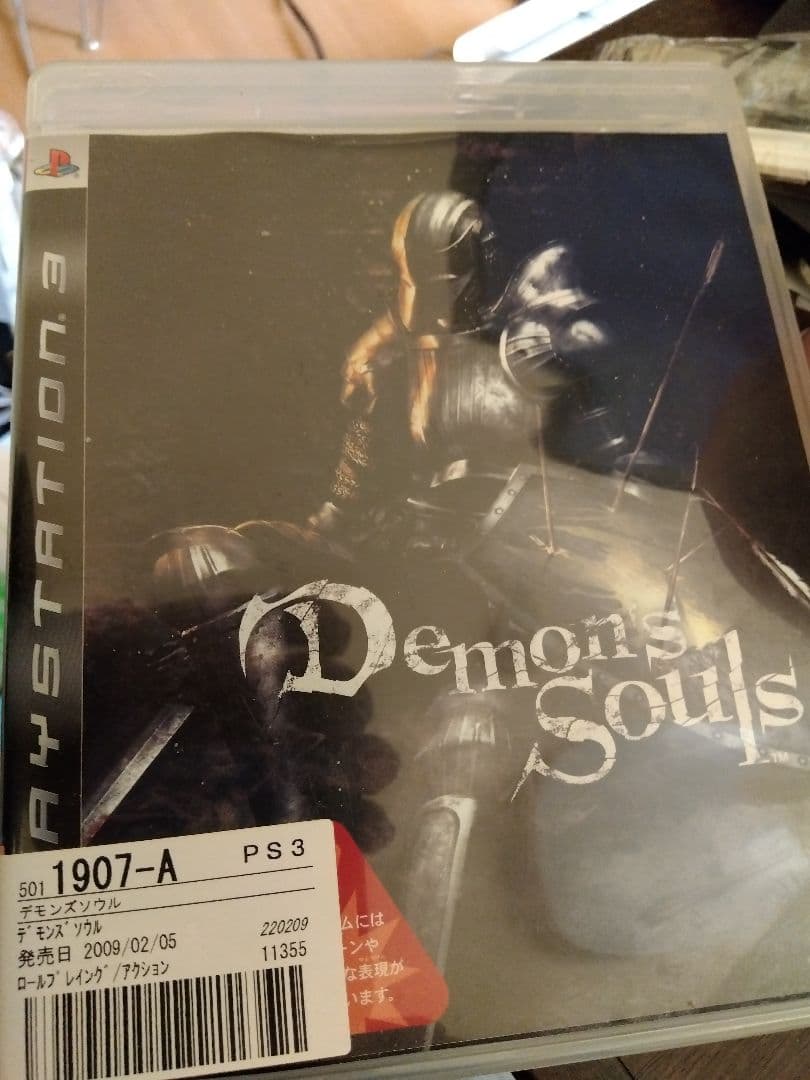 AYSTATION 3
Demon's
Souls
501 1907-A PS3
デモンズソウル
デモンズソウル 220209
発売日 2009/02/05 11355
ロールプレイング/アクション
ムには
ーンや
な表現が
います。